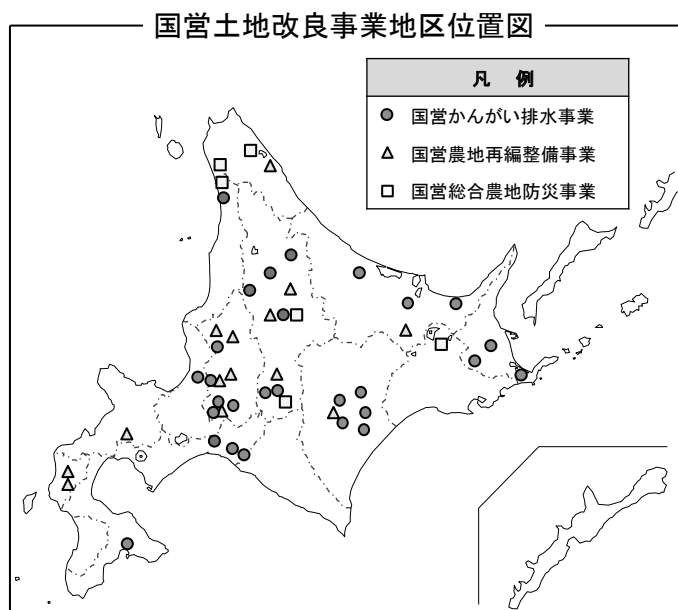 国営土地改良事業地区位置図
凡 例
国営かんがい排水事業
国営農地再編整備事業
国営総合農地防災事業